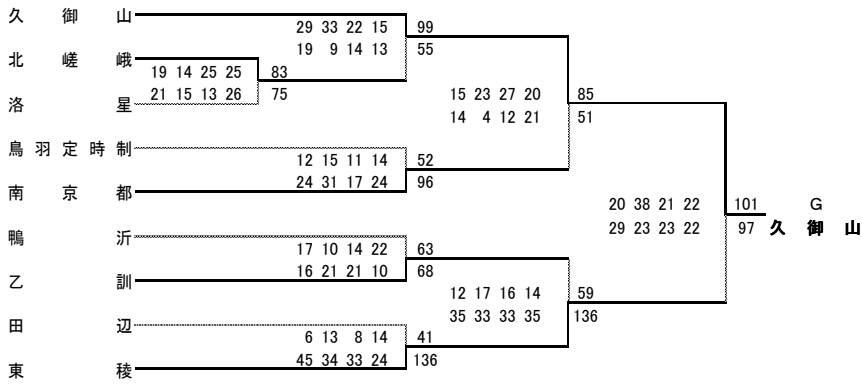 久御山
29 33 22 15 99
19 9 14 13 55
北嵯峨
19 14 25 25 83
21 15 13 26 75
洛星
15 23 27 20 85
14 4 12 21 51
鳥羽定時制
12 15 11 14 52
24 31 17 24 96
南京都
20 38 21 22 101 G
29 23 23 22 97 久御山
鴨沂
17 10 14 22 63
16 21 21 10 68
乙訓
12 17 16 14 59
35 33 33 35 136
田辺
6 13 8 14 41
45 34 33 24 136
東稜